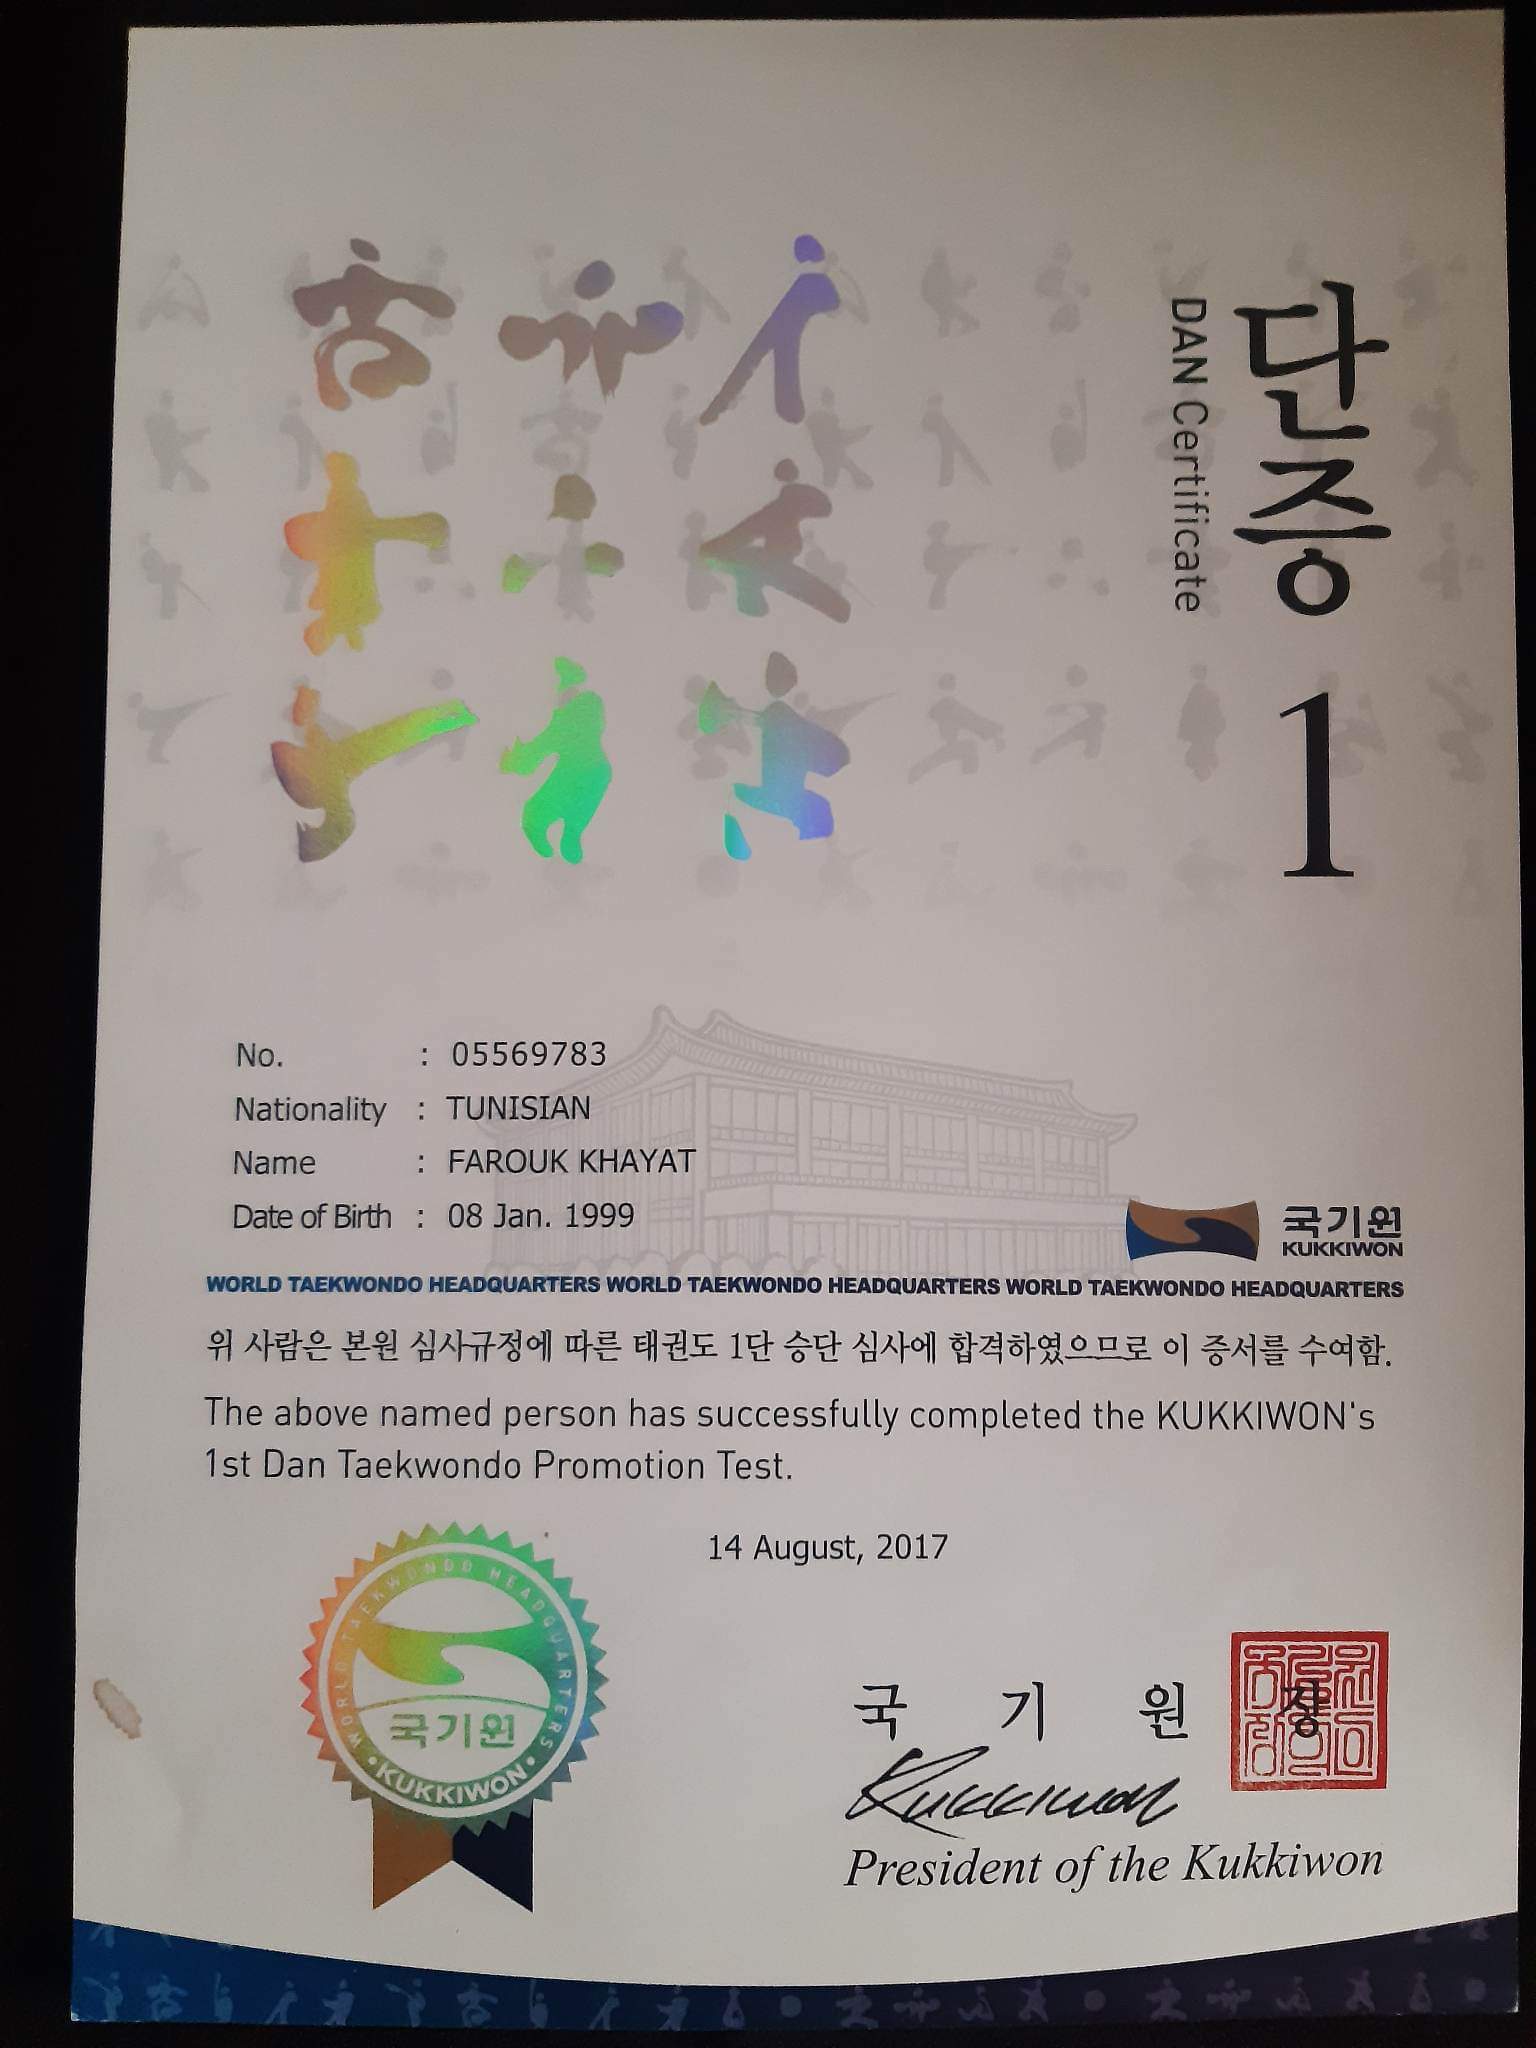 단증 1
DAN Certificate
No. : 05569783
Nationality : TUNISIAN
Name : FAROUK KHAYAT
Date of Birth : 08 Jan. 1999
국기원
KUKKIWON
WORLD TAEKWONDO HEADQUARTERS WORLD TAEKWONDO HEADQUARTERS WORLD TAEKWONDO HEADQUARTERS
위 사람은 본원 심사규정에 따른 태권도 1단 승단 심사에 합격하였으므로 이 증서를 수여함.
The above named person has successfully completed the KUKKIWON's
1st Dan Taekwondo Promotion Test.
14 August, 2017
WORLD TAEKWONDO HEADQUARTERS
국기원
• KUKKIWON •
국 기 원 장
Kukkiwon
President of the Kukkiwon